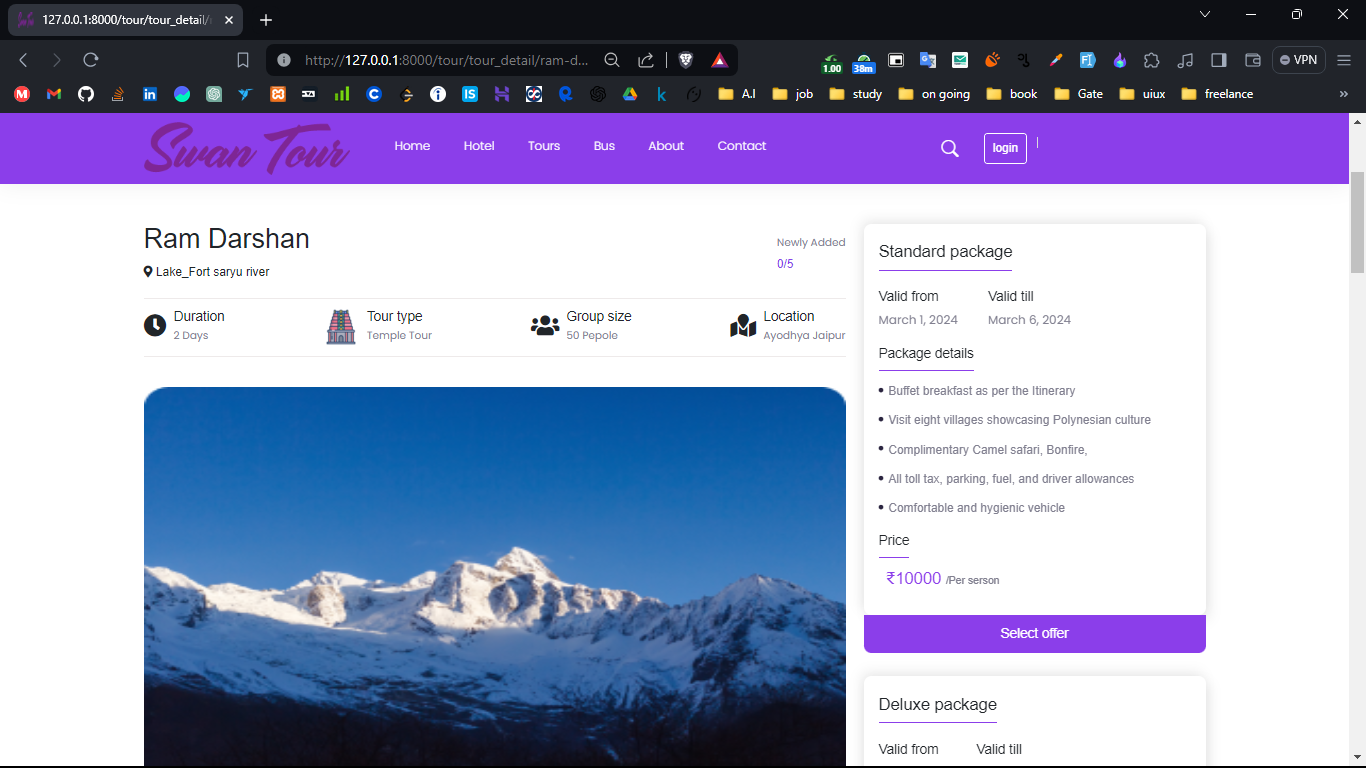 127.0.0.1:8000/tour/tour_detail/
http://127.0.0.1:8000/tour/tour_detail/ram-d...
1.00
38m
VPN
A.I
job
study
on going
book
Gate
uiux
freelance
Swan Tour
Home
Hotel
Tours
Bus
About
Contact
login
Ram Darshan
Newly Added
Lake_Fort saryu river
0/5
Duration
2 Days
Tour type
Temple Tour
Group size
50 Pepole
Location
Ayodhya Jaipur
Standard package
Valid from
Valid till
March 1, 2024
March 6, 2024
Package details
Buffet breakfast as per the Itinerary
Visit eight villages showcasing Polynesian culture
Complimentary Camel safari, Bonfire,
All toll tax, parking, fuel, and driver allowances
Comfortable and hygienic vehicle
Price
₹10000 /Per serson
Select offer
Deluxe package
Valid from
Valid till